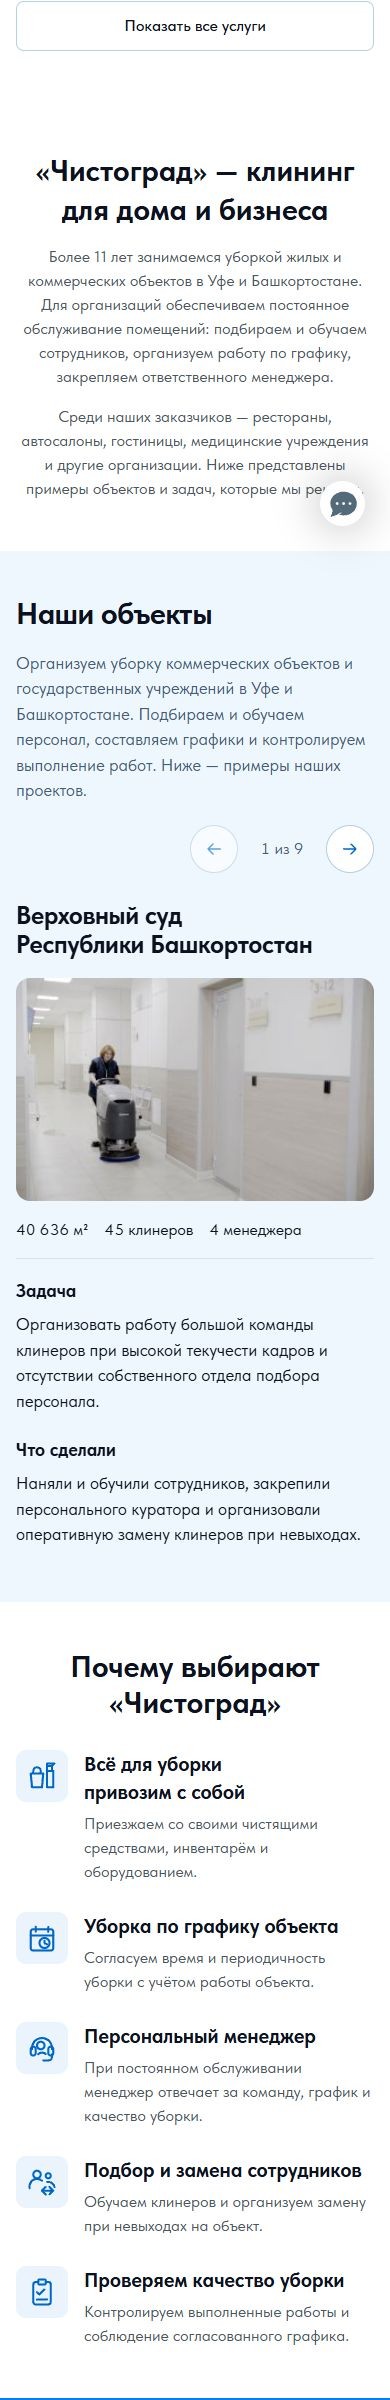 Показать все услуги
«Чистоград» — клининг
для дома и бизнеса
Более 11 лет занимаемся уборкой жилых и
коммерческих объектов в Уфе и Башкортостане.
Для организаций обеспечиваем постоянное
обслуживание помещений: подбираем и обучаем
сотрудников, организуем работу по графику,
закрепляем ответственного менеджера.
Среди наших заказчиков — рестораны,
автосалоны, гостиницы, медицинские учреждения
и другие организации. Ниже представлены
примеры объектов и задач, которые мы
Наши объекты
Организуем уборку коммерческих объектов и
государственных учреждений в Уфе и
Башкортостане. Подбираем и обучаем
персонал, составляем графики и контролируем
выполнение работ. Ниже — примеры наших
проектов.
1 из 9
Верховный суд
Республики Башкортостан
40 636 м² 45 клинеров 4 менеджера
Задача
Организовать работу большой команды
клинеров при высокой текучести кадров и
отсутствии собственного отдела подбора
персонала.
Что сделали
Наняли и обучили сотрудников, закрепили
персонального куратора и организовали
оперативную замену клинеров при невыходах.
Почему выбирают
«Чистоград»
Всё для уборки
привозим с собой
Приезжаем со своими чистящими
средствами, инвентарём и
оборудованием.
Уборка по графику объекта
Согласуем время и периодичность
уборки с учётом работы объекта.
Персональный менеджер
При постоянном обслуживании
менеджер отвечает за команду, график и
качество уборки.
Подбор и замена сотрудников
Обучаем клинеров и организуем замену
при невыходах на объект.
Проверяем качество уборки
Контролируем выполненные работы и
соблюдение согласованного графика.